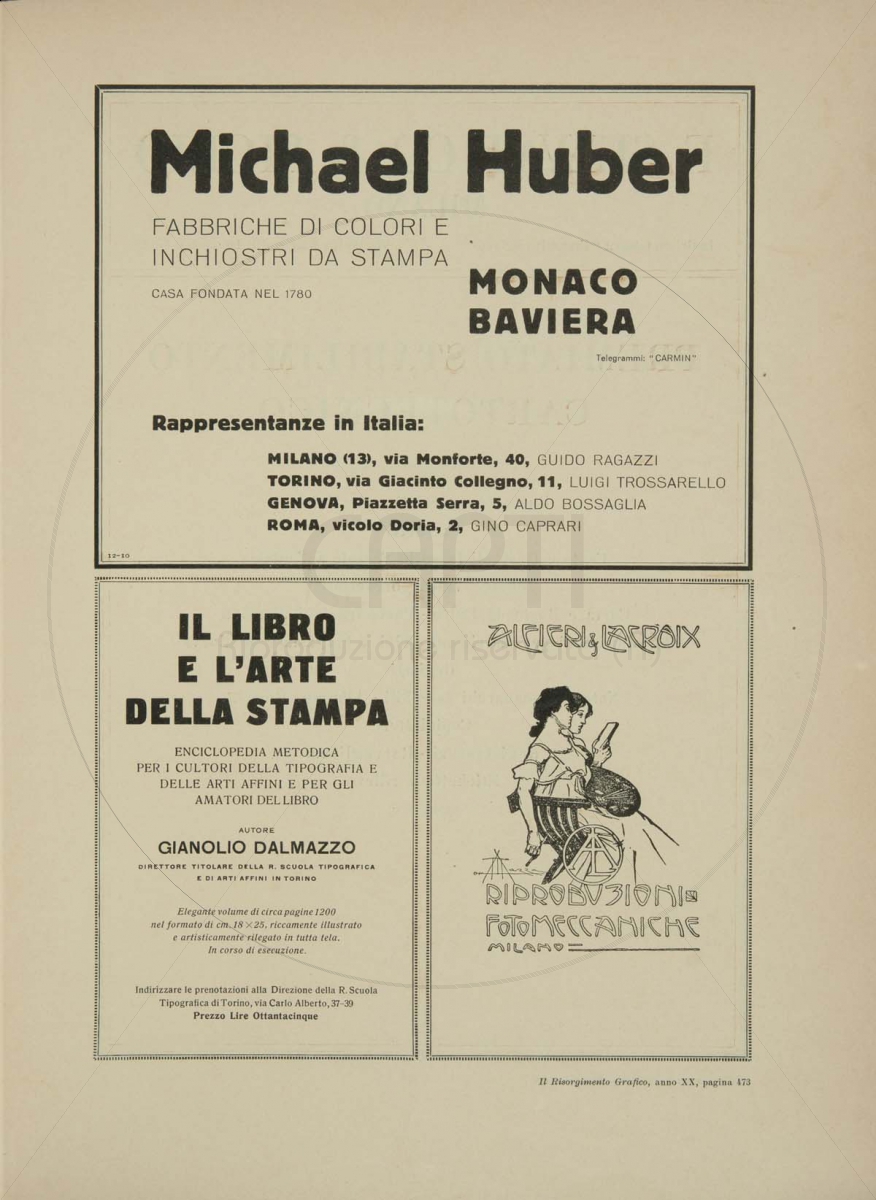 Michael Huber
FABBRICHE DI COLORI E
INCHIOSTRI DA STAMPA
CASA FONDATA NEL 1780
MONACO
BAVIERA
Telegrammi: "CARMIN"
Rappresentanze in Italia:
MILANO (13), via Monforte, 40, GUIDO RAGAZZI
TORINO, via Giacinto Collegno, 11, LUIGI TROSSARELLO
GENOVA, Piazzetta Serra, 5, ALDO BOSSAGLIA
ROMA, vicolo Doria, 2, GINO CAPRARI
12-10
IL LIBRO
E L'ARTE
DELLA STAMPA
ENCICLOPEDIA METODICA
PER I CULTORI DELLA TIPOGRAFIA E
DELLE ARTI AFFINI E PER GLI
AMATORI DEL LIBRO
AUTORE
GIANOLIO DALMAZZO
DIRETTORE TITOLARE DELLA R. SCUOLA TIPOGRAFICA
E DI ARTI AFFINI IN TORINO
Elegante volume di circa pagine 1200
nel formato di cm. 18 × 25, riccamente illustrato
e artisticamente rilegato in tutta tela.
In corso di esecuzione.
Indirizzare le prenotazioni alla Direzione della R. Scuola
Tipografica di Torino, via Carlo Alberto, 37-39
Prezzo Lire Ottantacinque
ALFIERI & LACROIX
RIPRODUZIONI
FOTOMECCANICHE
MILANO
Il Risorgimento Grafico, anno XX, pagina 473
Riproduzione riservata